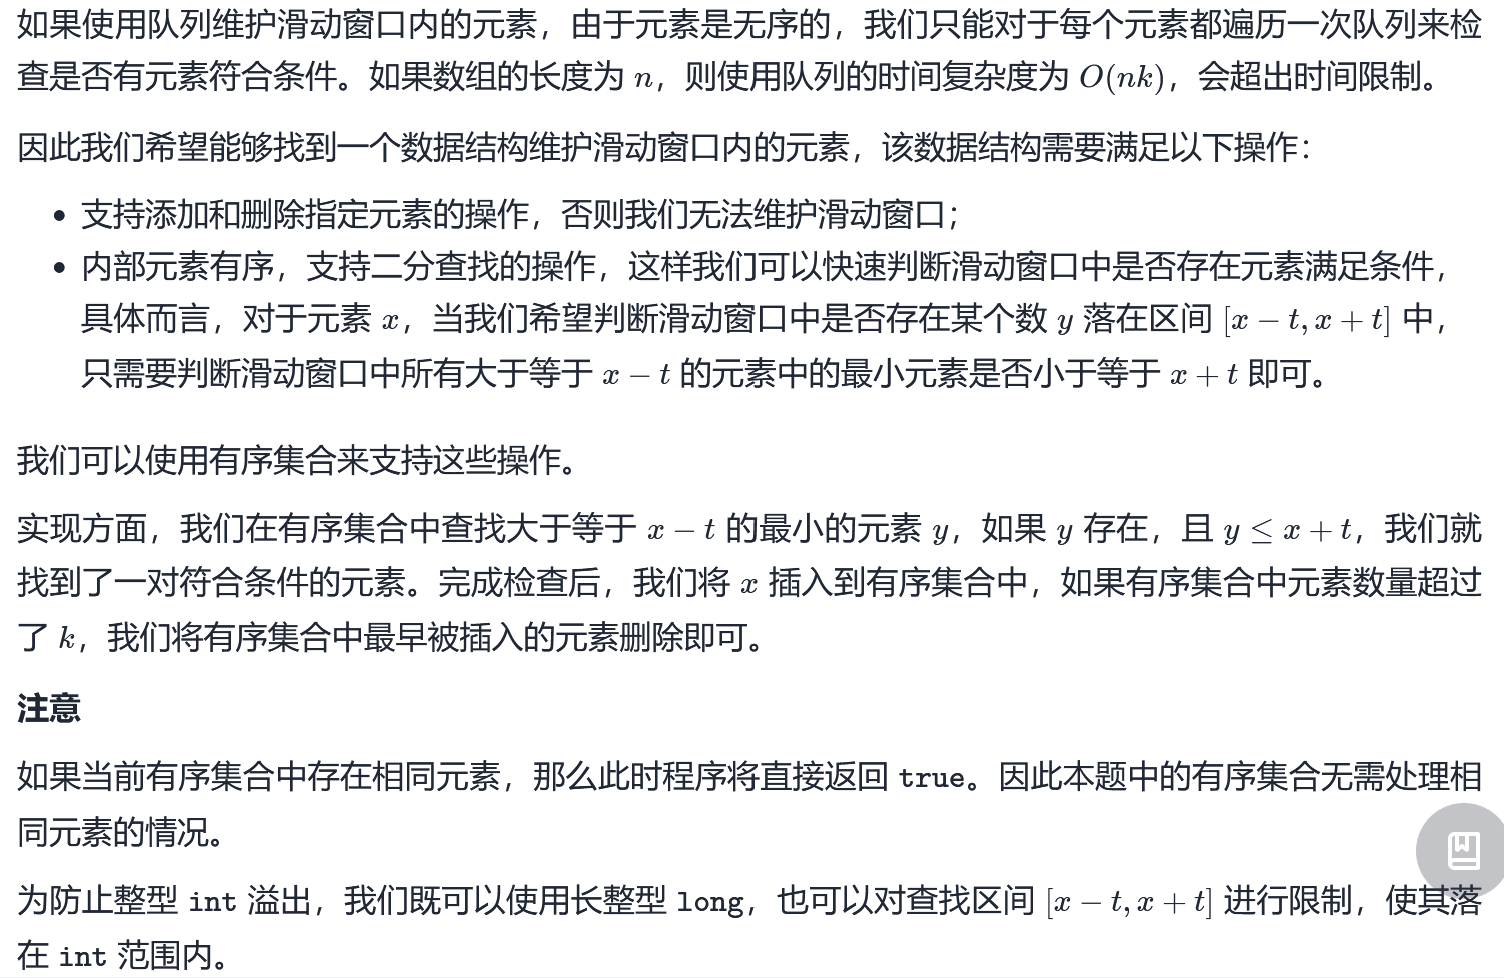 如果使用队列维护滑动窗口内的元素，由于元素是无序的，我们只能对于每个元素都遍历一次队列来检
查是否有元素符合条件。如果数组的长度为 n，则使用队列的时间复杂度为 O(nk)，会超出时间限制。
因此我们希望能够找到一个数据结构维护滑动窗口内的元素，该数据结构需要满足以下操作：
• 支持添加和删除指定元素的操作，否则我们无法维护滑动窗口；
• 内部元素有序，支持二分查找的操作，这样我们可以快速判断滑动窗口中是否存在元素满足条件，
具体而言，对于元素 x，当我们希望判断滑动窗口中是否存在某个数 y 落在区间 [x − t, x + t] 中，
只需要判断滑动窗口中所有大于等于 x − t 的元素中的最小元素是否小于等于 x + t 即可。
我们可以使用有序集合来支持这些操作。
实现方面，我们在有序集合中查找大于等于 x − t 的最小的元素 y，如果 y 存在，且 y ≤ x + t，我们就
找到了一对符合条件的元素。完成检查后，我们将 x 插入到有序集合中，如果有序集合中元素数量超过
了 k，我们将有序集合中最早被插入的元素删除即可。
注意
如果当前有序集合中存在相同元素，那么此时程序将直接返回 true。因此本题中的有序集合无需处理相
同元素的情况。
为防止整型 int 溢出，我们既可以使用长整型 long，也可以对查找区间 [x − t, x + t] 进行限制，使其落
在 int 范围内。